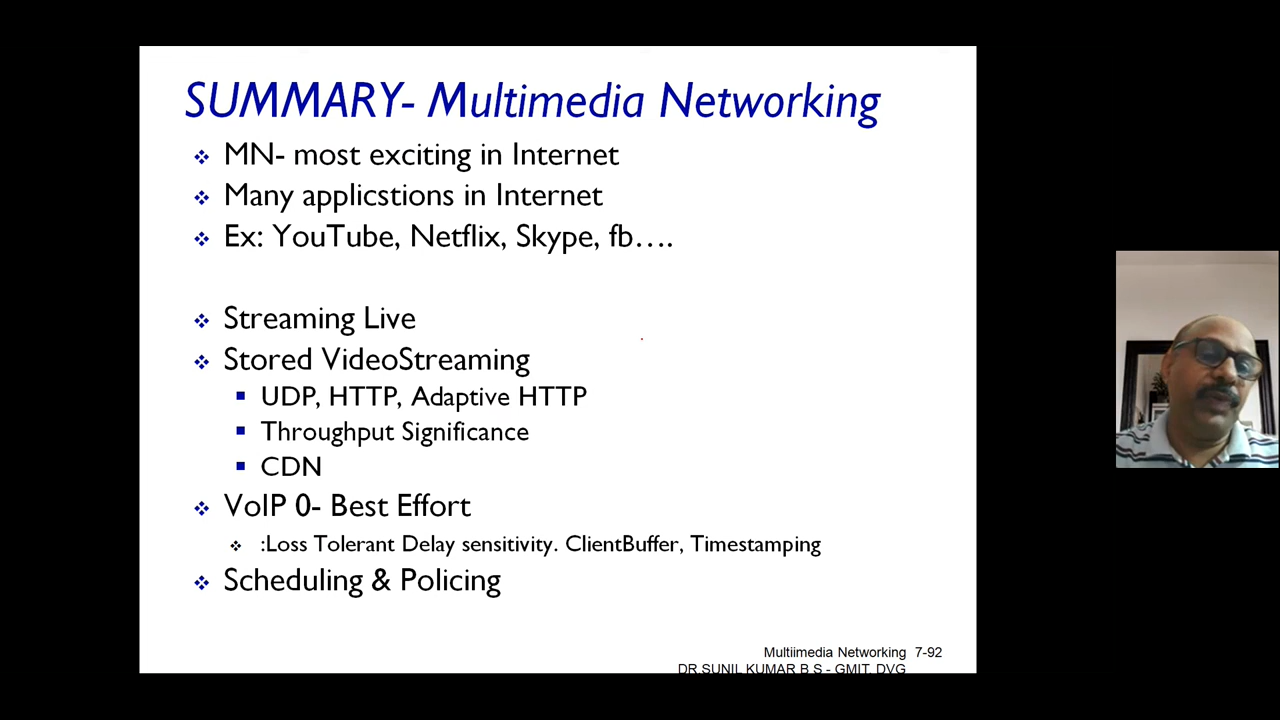 SUMMARY- Multimedia Networking
MN- most exciting in Internet
Many applicstions in Internet
Ex: YouTube, Netflix, Skype, fb....
Streaming Live
Stored VideoStreaming
UDP, HTTP, Adaptive HTTP
Throughput Significance
CDN
VoIP 0- Best Effort
:Loss Tolerant Delay sensitivity. ClientBuffer, Timestamping
Scheduling & Policing
Multiimedia Networking 7-92
DR SUNIL KUMAR B S - GMIT, DVG